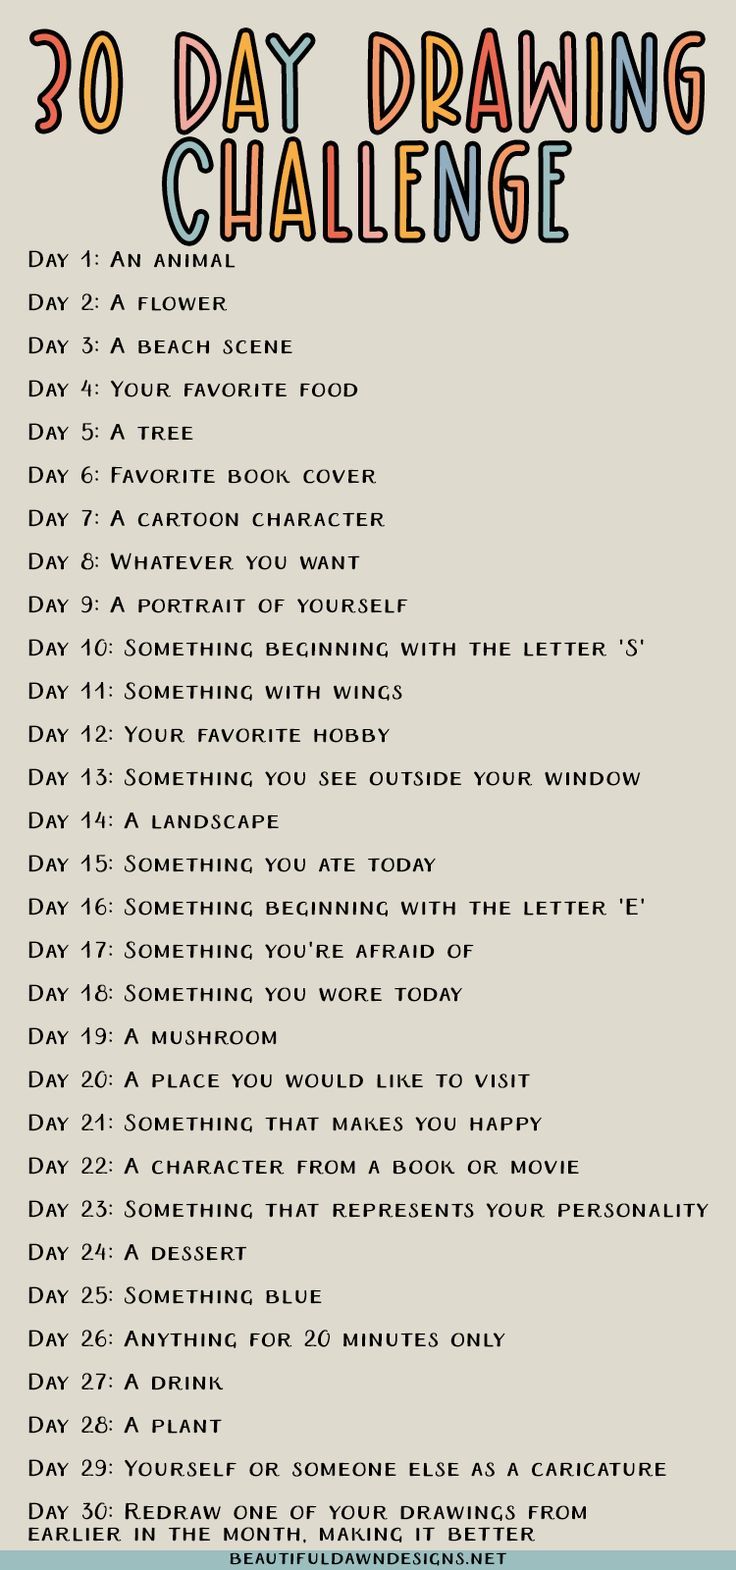 30 DAY DRAWING
CHALLENGE
DAY 1: AN ANIMAL
DAY 2: A FLOWER
DAY 3: A BEACH SCENE
DAY 4: YOUR FAVORITE FOOD
DAY 5: A TREE
DAY 6: FAVORITE BOOK COVER
DAY 7: A CARTOON CHARACTER
DAY 8: WHATEVER YOU WANT
DAY 9: A PORTRAIT OF YOURSELF
DAY 10: SOMETHING BEGINNING WITH THE LETTER 'S'
DAY 11: SOMETHING WITH WINGS
DAY 12: YOUR FAVORITE HOBBY
DAY 13: SOMETHING YOU SEE OUTSIDE YOUR WINDOW
DAY 14: A LANDSCAPE
DAY 15: SOMETHING YOU ATE TODAY
DAY 16: SOMETHING BEGINNING WITH THE LETTER 'E'
DAY 17: SOMETHING YOU'RE AFRAID OF
DAY 18: SOMETHING YOU WORE TODAY
DAY 19: A MUSHROOM
DAY 20: A PLACE YOU WOULD LIKE TO VISIT
DAY 21: SOMETHING THAT MAKES YOU HAPPY
DAY 22: A CHARACTER FROM A BOOK OR MOVIE
DAY 23: SOMETHING THAT REPRESENTS YOUR PERSONALITY
DAY 24: A DESSERT
DAY 25: SOMETHING BLUE
DAY 26: ANYTHING FOR 20 MINUTES ONLY
DAY 27: A DRINK
DAY 28: A PLANT
DAY 29: YOURSELF OR SOMEONE ELSE AS A CARICATURE
DAY 30: REDRAW ONE OF YOUR DRAWINGS FROM
EARLIER IN THE MONTH, MAKING IT BETTER
BEAUTIFULDAWNDESIGNS.NET